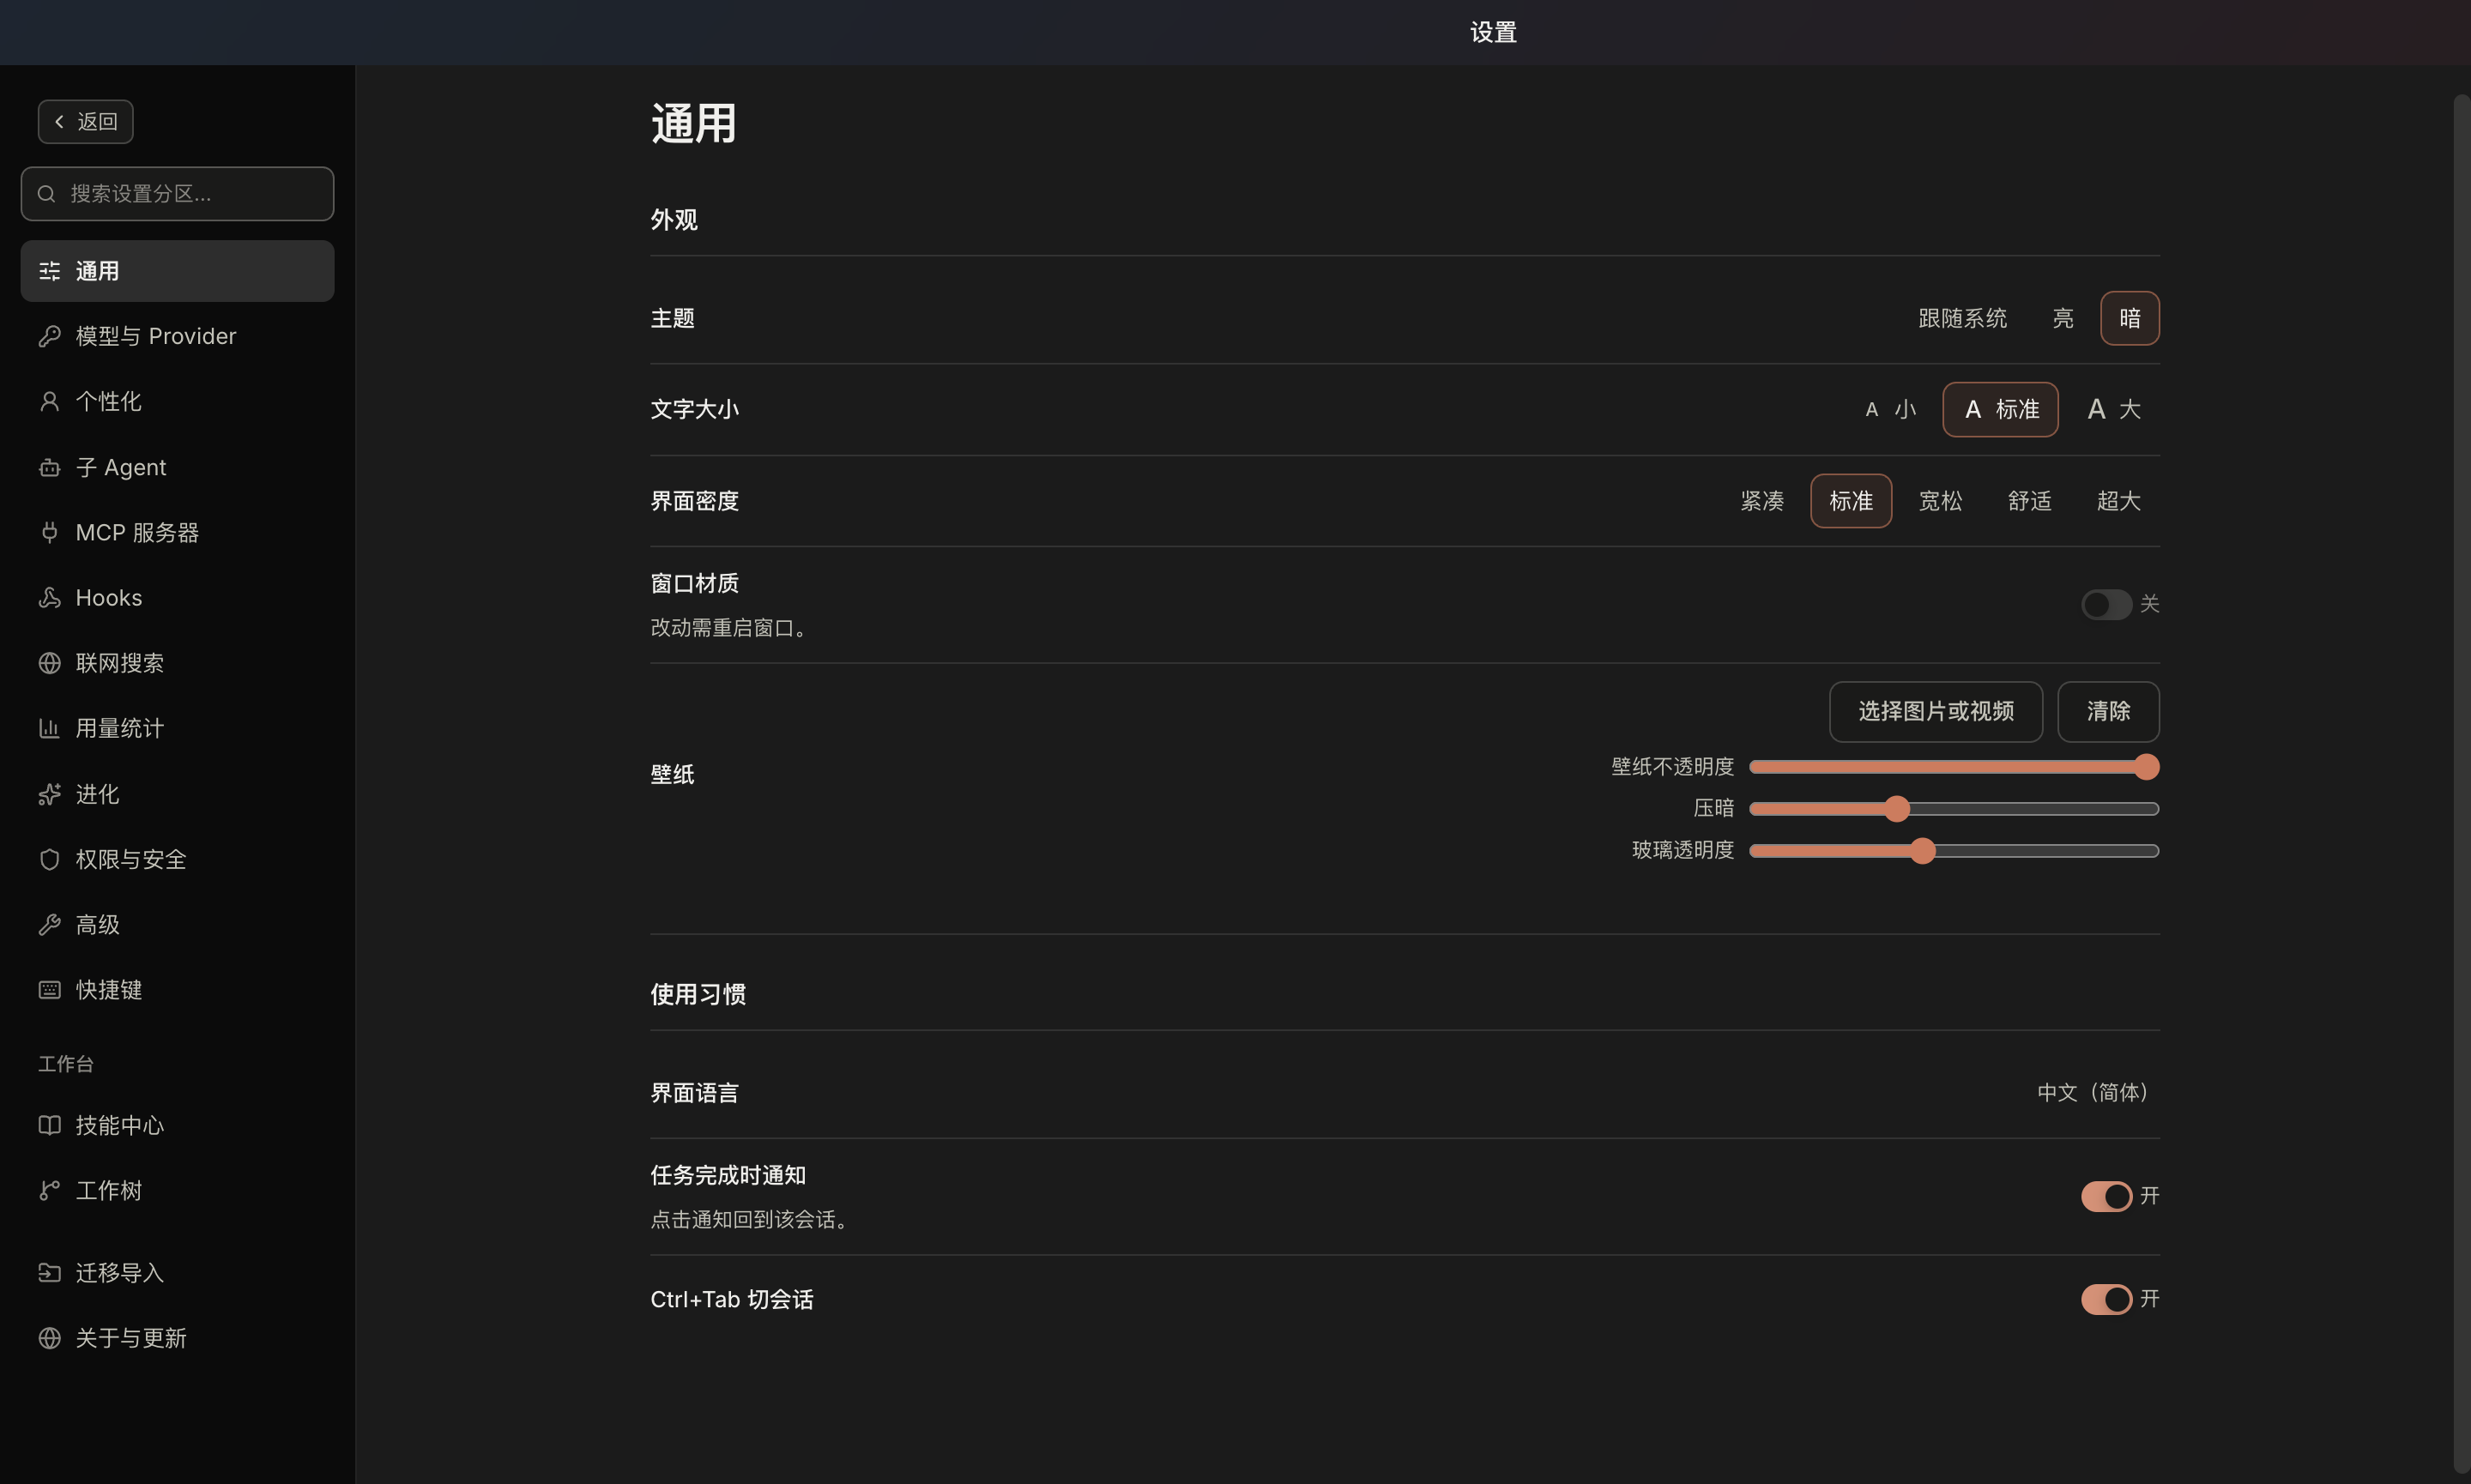 设置
返回
搜索设置分区...
通用
模型与 Provider
个性化
子 Agent
MCP 服务器
Hooks
联网搜索
用量统计
进化
权限与安全
高级
快捷键
工作台
技能中心
工作树
迁移导入
关于与更新
通用
外观
主题
跟随系统 亮 暗
文字大小
A 小 A 标准 A 大
界面密度
紧凑 标准 宽松 舒适 超大
窗口材质
改动需重启窗口。
关
壁纸
选择图片或视频 清除
壁纸不透明度
压暗
玻璃透明度
使用习惯
界面语言
中文（简体）
任务完成时通知
点击通知回到该会话。
开
Ctrl+Tab 切会话
开